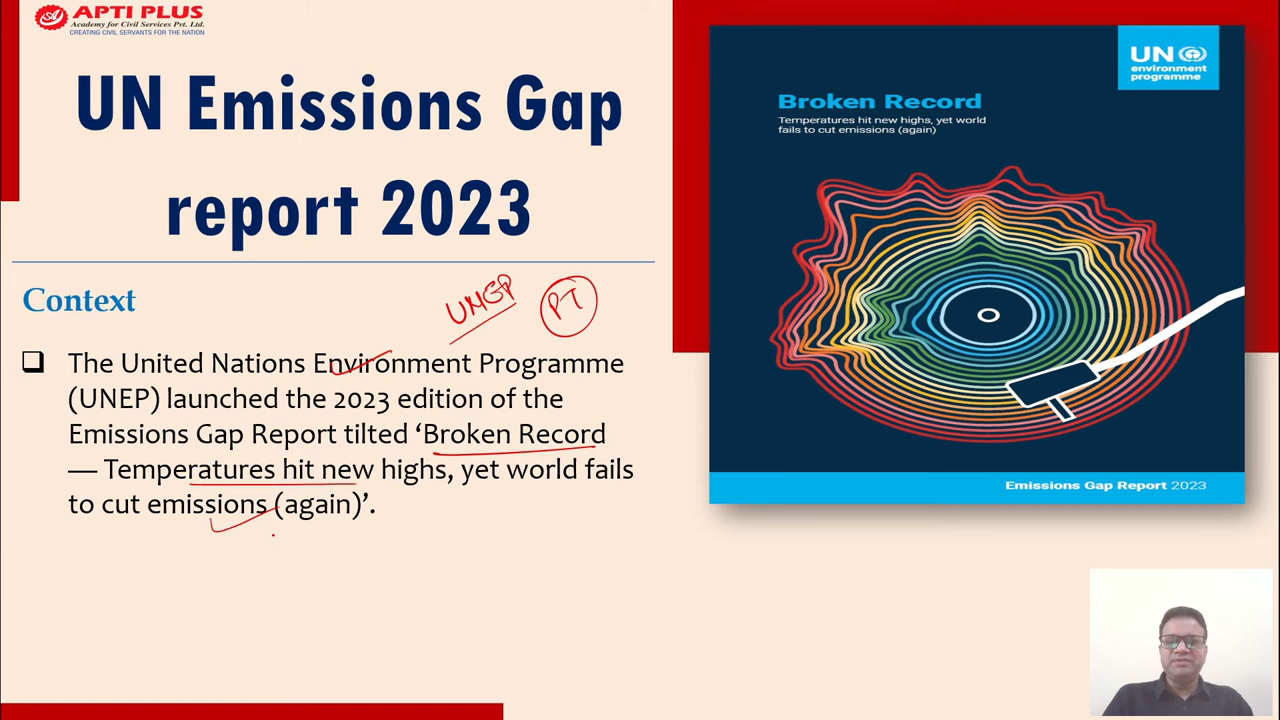 APTI PLUS
Academy for Civil Services Pvt. Ltd.
CREATING CIVIL SERVANTS FOR THE NATION
UN Emissions Gap
report 2023
Context
UNEP PT
❑ The United Nations Environment Programme
(UNEP) launched the 2023 edition of the
Emissions Gap Report tilted ‘Broken Record
— Temperatures hit new highs, yet world fails
to cut emissions (again)’.
UN
environment
programme
Broken Record
Temperatures hit new highs, yet world
fails to cut emissions (again)
Emissions Gap Report 2023